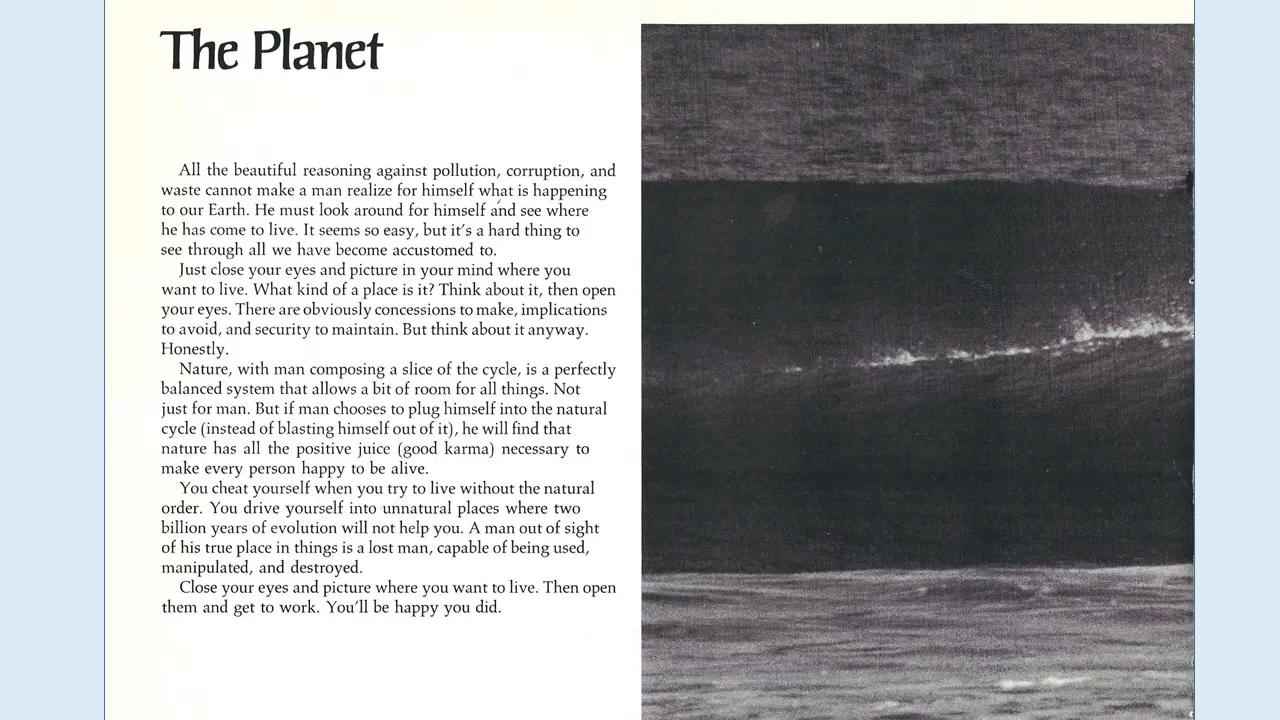 The Planet
All the beautiful reasoning against pollution, corruption, and
waste cannot make a man realize for himself what is happening
to our Earth. He must look around for himself and see where
he has come to live. It seems so easy, but it's a hard thing to
see through all we have become accustomed to.
Just close your eyes and picture in your mind where you
want to live. What kind of a place is it? Think about it, then open
your eyes. There are obviously concessions to make, implications
to avoid, and security to maintain. But think about it anyway.
Honestly.
Nature, with man composing a slice of the cycle, is a perfectly
balanced system that allows a bit of room for all things. Not
just for man. But if man chooses to plug himself into the natural
cycle (instead of blasting himself out of it), he will find that
nature has all the positive juice (good karma) necessary to
make every person happy to be alive.
You cheat yourself when you try to live without the natural
order. You drive yourself into unnatural places where two
billion years of evolution will not help you. A man out of sight
of his true place in things is a lost man, capable of being used,
manipulated, and destroyed.
Close your eyes and picture where you want to live. Then open
them and get to work. You'll be happy you did.